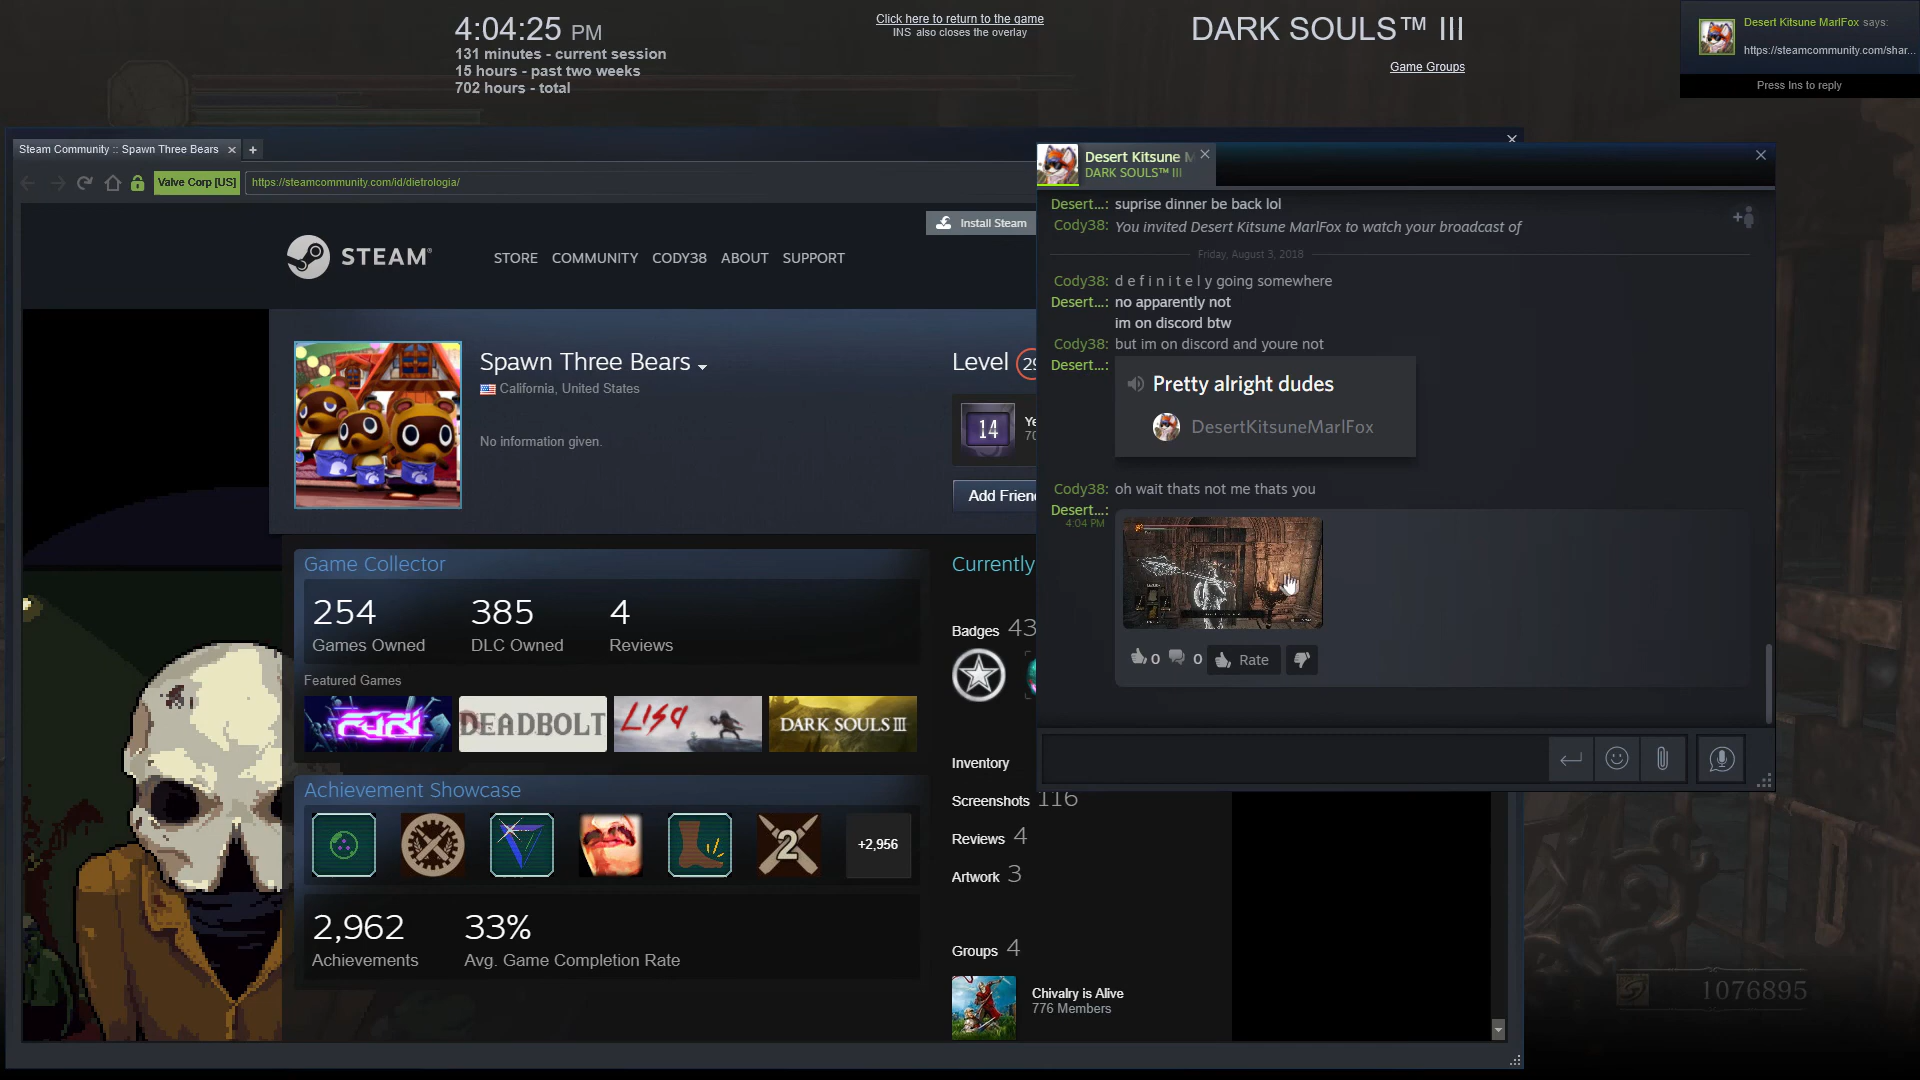 4:04:25 PM
131 minutes - current session
15 hours - past two weeks
702 hours - total
Click here to return to the game
INS also closes the overlay
DARK SOULS™ III
Game Groups
Desert Kitsune MarlFox says:
https://steamcommunity.com/shar...
Press Ins to reply
Steam Community :: Spawn Three Bears
Valve Corp [US]
https://steamcommunity.com/id/dietrologia/
Install Steam
STEAM
STORE COMMUNITY CODY38 ABOUT SUPPORT
Spawn Three Bears
California, United States
No information given.
Level 29
14
Ye
70
Add Frien
Game Collector
254
Games Owned
385
DLC Owned
4
Reviews
Featured Games
FURI
DEADBOLT
LISA
DARK SOULS III
Achievement Showcase
2
+2,956
2,962
Achievements
33%
Avg. Game Completion Rate
Currently
Badges 43
Inventory
Screenshots 116
Reviews 4
Artwork 3
Groups 4
Chivalry is Alive
776 Members
Desert Kitsune M
DARK SOULS™ III
Desert...: suprise dinner be back lol
Cody38: You invited Desert Kitsune MarlFox to watch your broadcast of
Friday, August 3, 2018
Cody38: d e f i n i t e l y going somewhere
Desert...: no apparently not
im on discord btw
Cody38: but im on discord and youre not
Desert...:
Pretty alright dudes
DesertKitsuneMarlFox
Cody38: oh wait thats not me thats you
Desert...:
4:04 PM
0 0 Rate
1076895